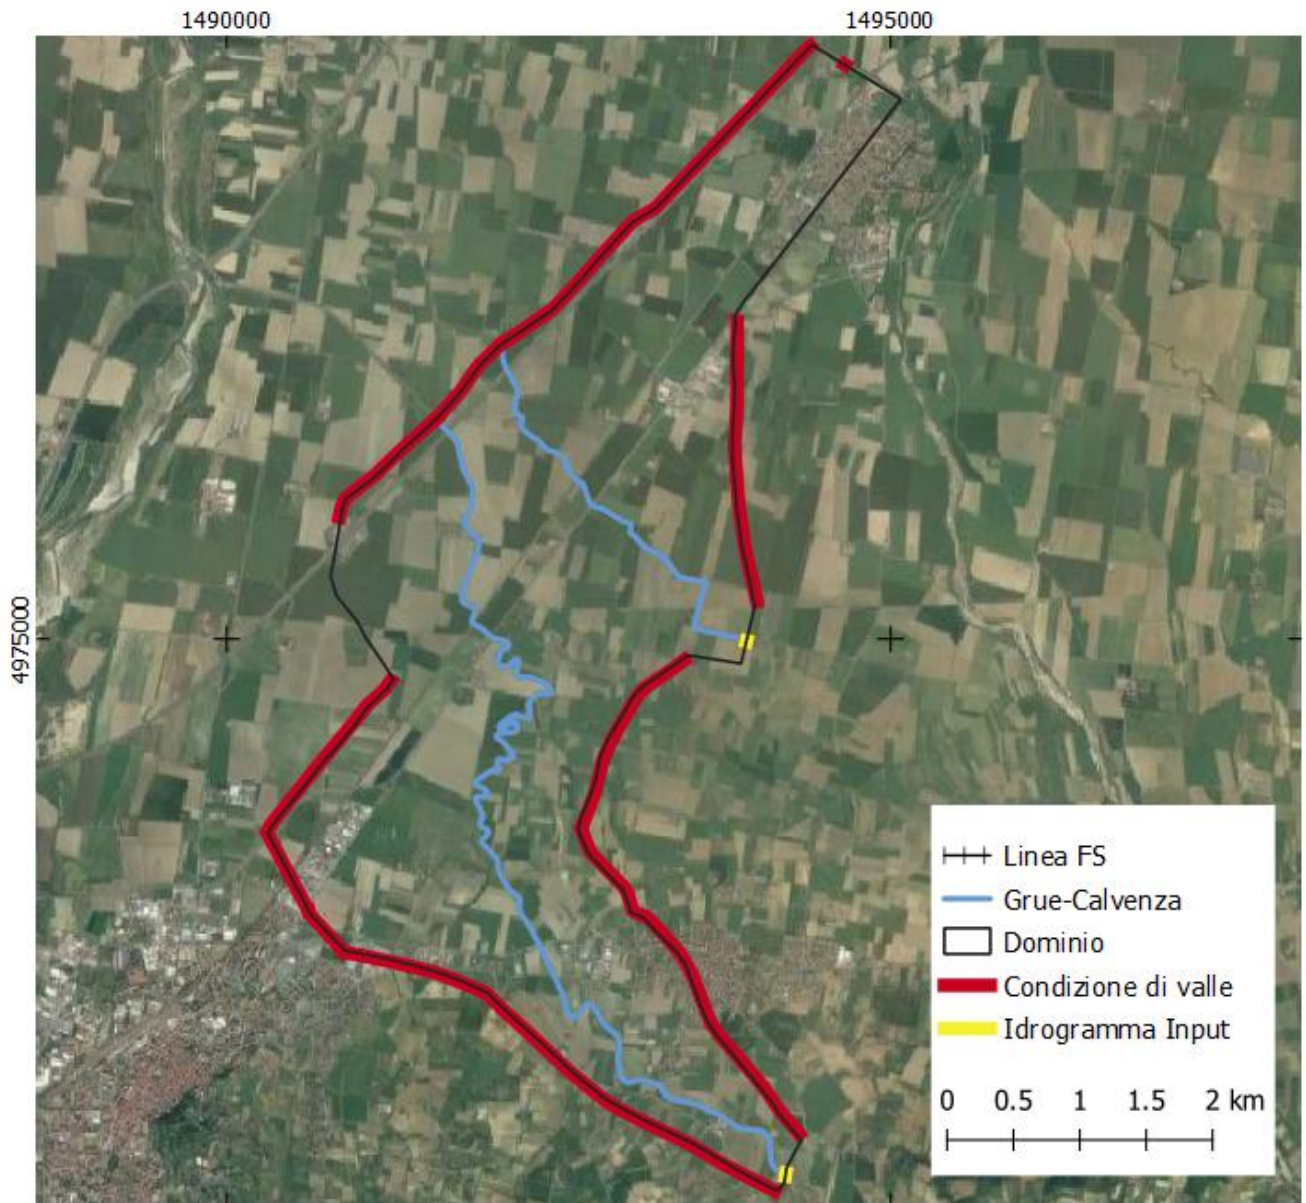 1490000
1495000
4975000
Linea FS
Grue-Calvenza
Dominio
Condizione di valle
Idrogramma Input
0 0.5 1 1.5 2 km